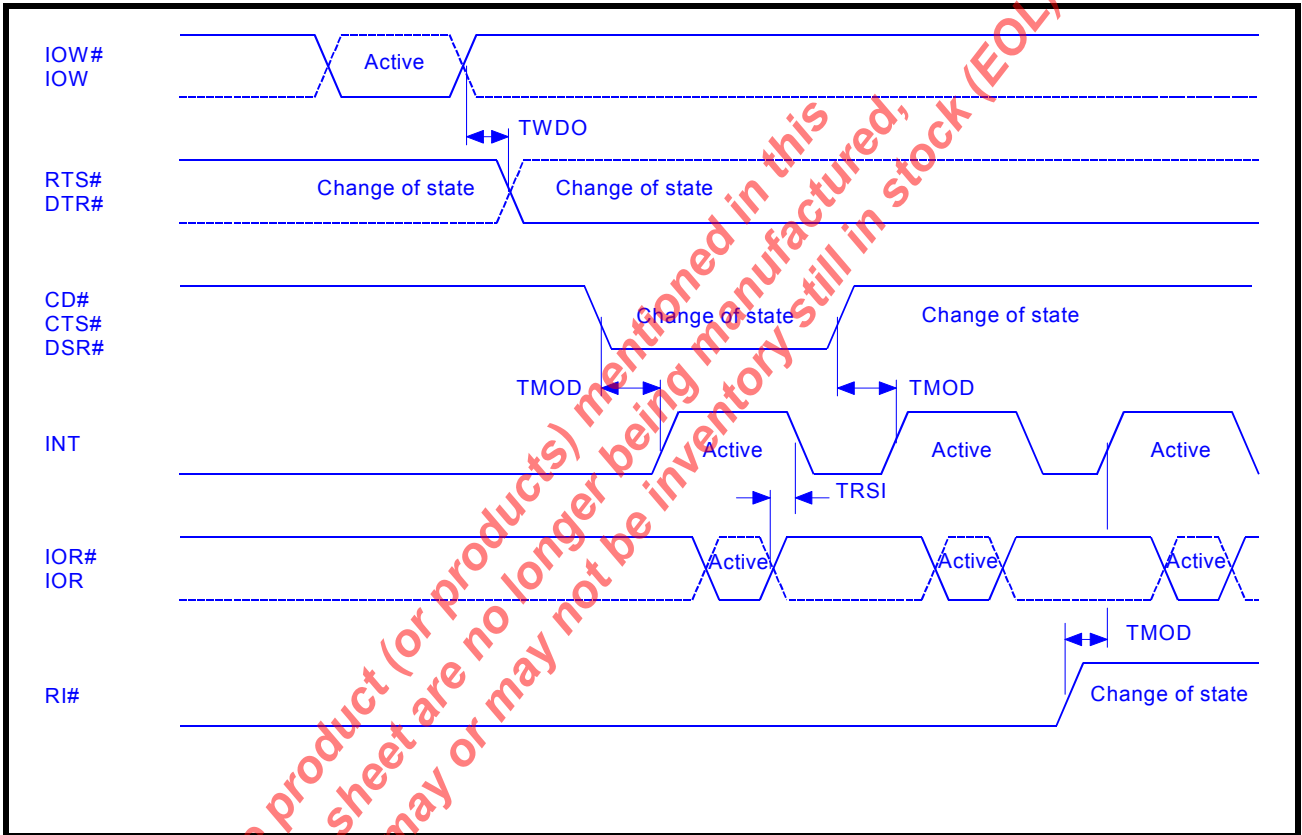 IOW#
IOW
Active
TWDO
RTS#
DTR#
Change of state
Change of state
CD#
CTS#
DSR#
Change of state
Change of state
TMOD
TMOD
INT
Active
Active
Active
TRSI
IOR#
IOR
Active
Active
Active
TMOD
RI#
Change of state
product (or products) mentioned in this
sheet are no longer being manufactured,
may or may not be inventory still in stock (EOL)